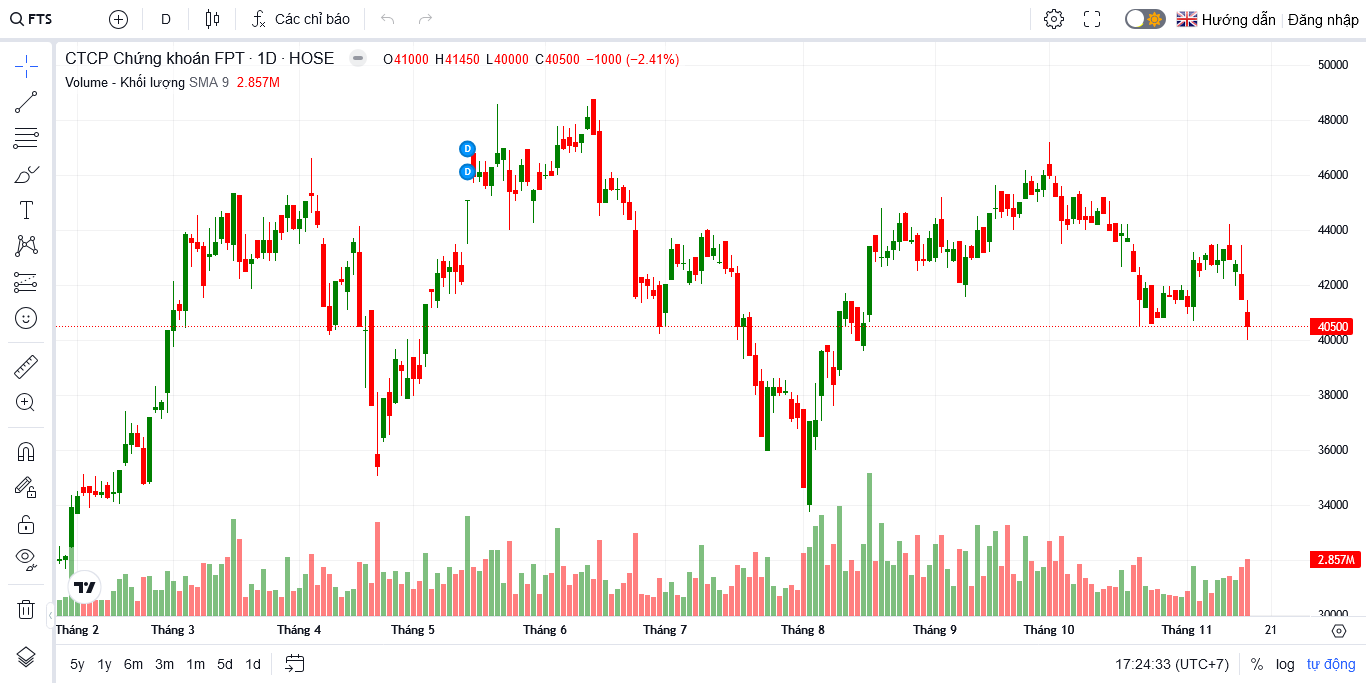 FTS D Các chỉ báo Hướng dẫn Đăng nhập
CTCP Chứng khoán FPT · 1D · HOSE O41000 H41450 L40000 C40500 −1000 (−2.41%)
Volume - Khối lượng SMA 9 2.857M
D
D
50000
48000
46000
44000
42000
40500
40000
38000
36000
34000
2.857M
30000
Tháng 2 Tháng 3 Tháng 4 Tháng 5 Tháng 6 Tháng 7 Tháng 8 Tháng 9 Tháng 10 Tháng 11 21
5y 1y 6m 3m 1m 5d 1d 17:24:33 (UTC+7) % log tự động